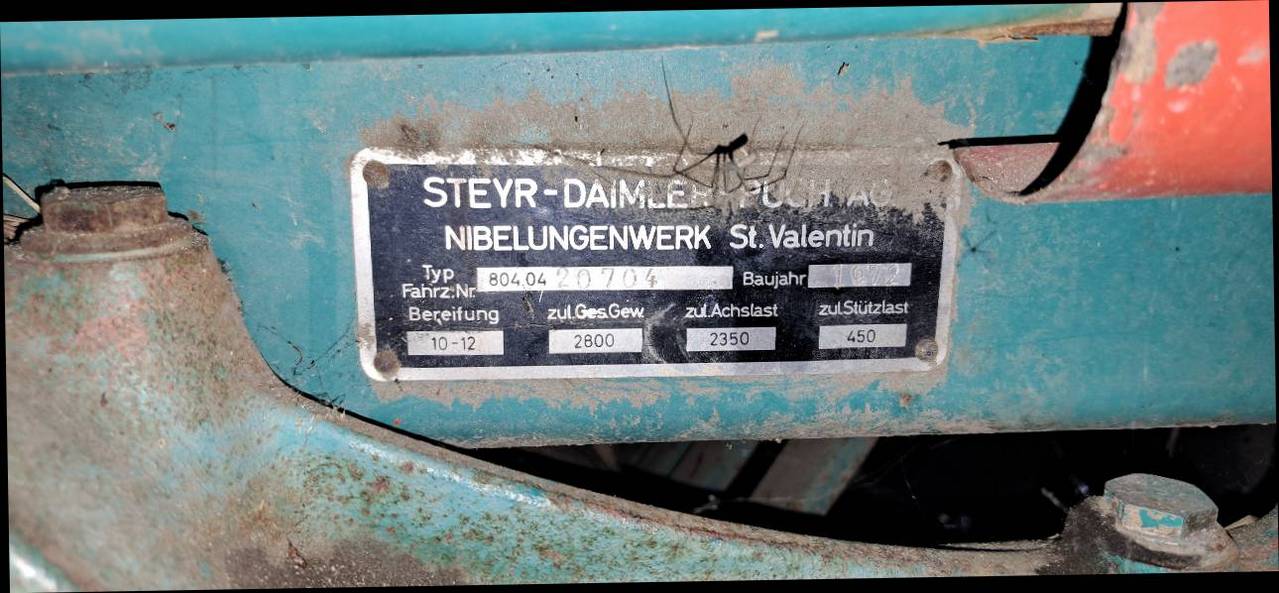 STEYR-DAIMLER PUCH AG
NIBELUNGENWERK St. Valentin
Typ
Fahrz.Nr. 804.04 20704 Baujahr 1972
Bereifung zul.Ges.Gew. zul.Achslast zul.Stützlast
10-12 2800 2350 450